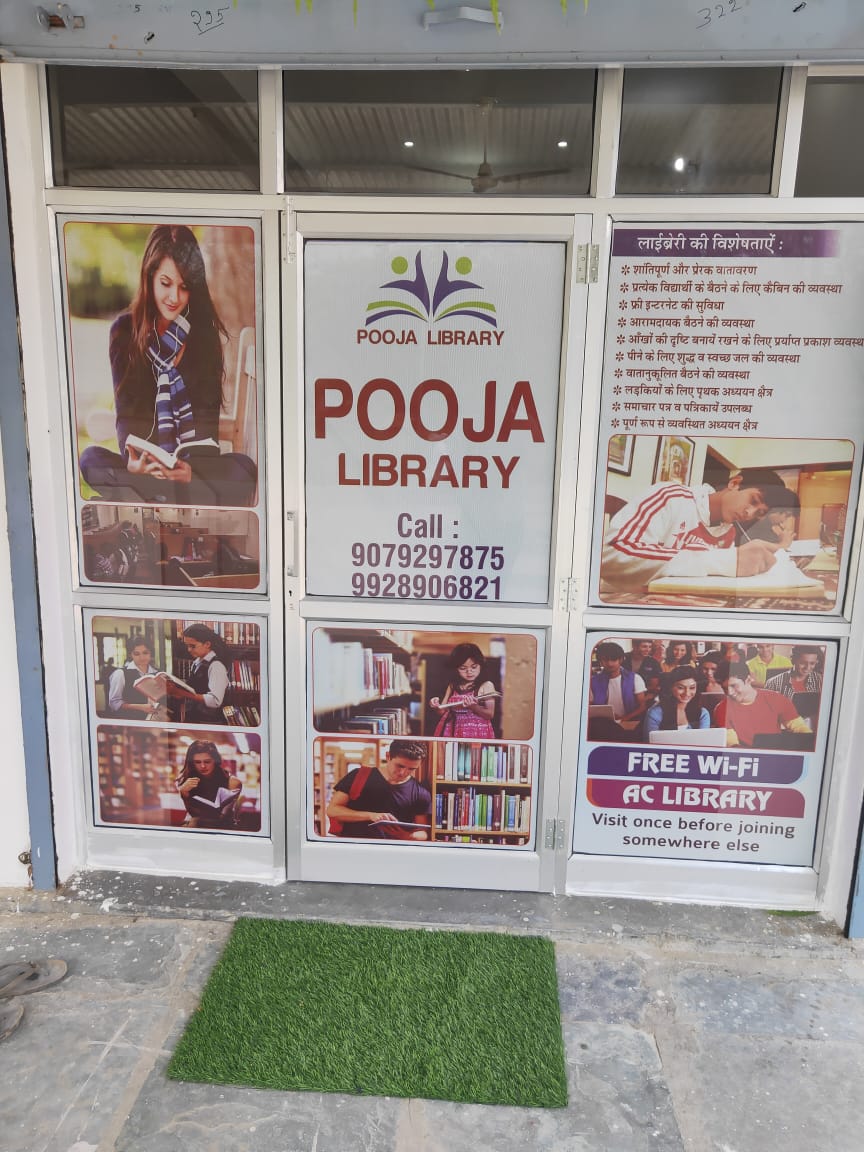 295
322
POOJA LIBRARY
POOJA
LIBRARY
Call :
9079297875
9928906821
लाईब्रेरी की विशेषताऐं :
✻ शांतिपूर्ण और प्रेरक वातावरण
✻ प्रत्येक विद्यार्थी के बैठने के लिए केबिन की व्यवस्था
✻ फ्री इन्टरनेट की सुविधा
✻ आरामदायक बैठने की व्यवस्था
✻ आँखों की दृष्टि बनायें रखने के लिए प्रर्याप्त प्रकाश व्यवस्था
✻ पीने के लिए शुद्ध व स्वच्छ जल की व्यवस्था
✻ वातानुकूलित बैठने की व्यवस्था
✻ लड़कियों के लिए पृथक अध्ययन क्षैत्र
✻ समाचार पत्र व पत्रिकायें उपलब्ध
✻ पूर्ण रूप से व्यवस्थित अध्ययन क्षैत्र
FREE Wi-Fi
AC LIBRARY
Visit once before joining
somewhere else